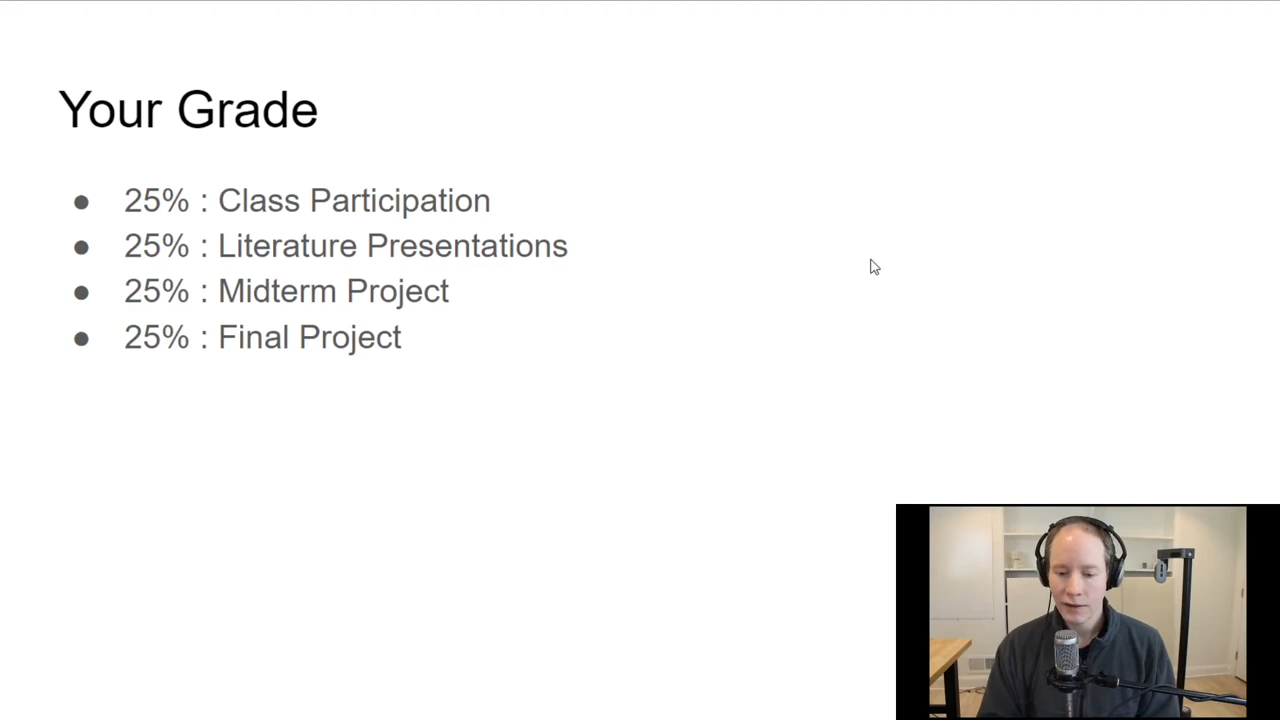 Your Grade
● 25% : Class Participation
● 25% : Literature Presentations
● 25% : Midterm Project
● 25% : Final Project